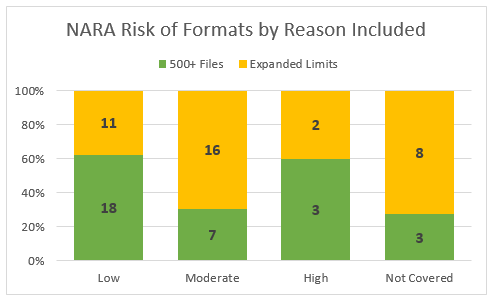 NARA Risk of Formats by Reason Included
500+ Files Expanded Limits
100%
80%
60%
40%
20%
0%
11 16 2 8
18 7 3 3
Low Moderate High Not Covered